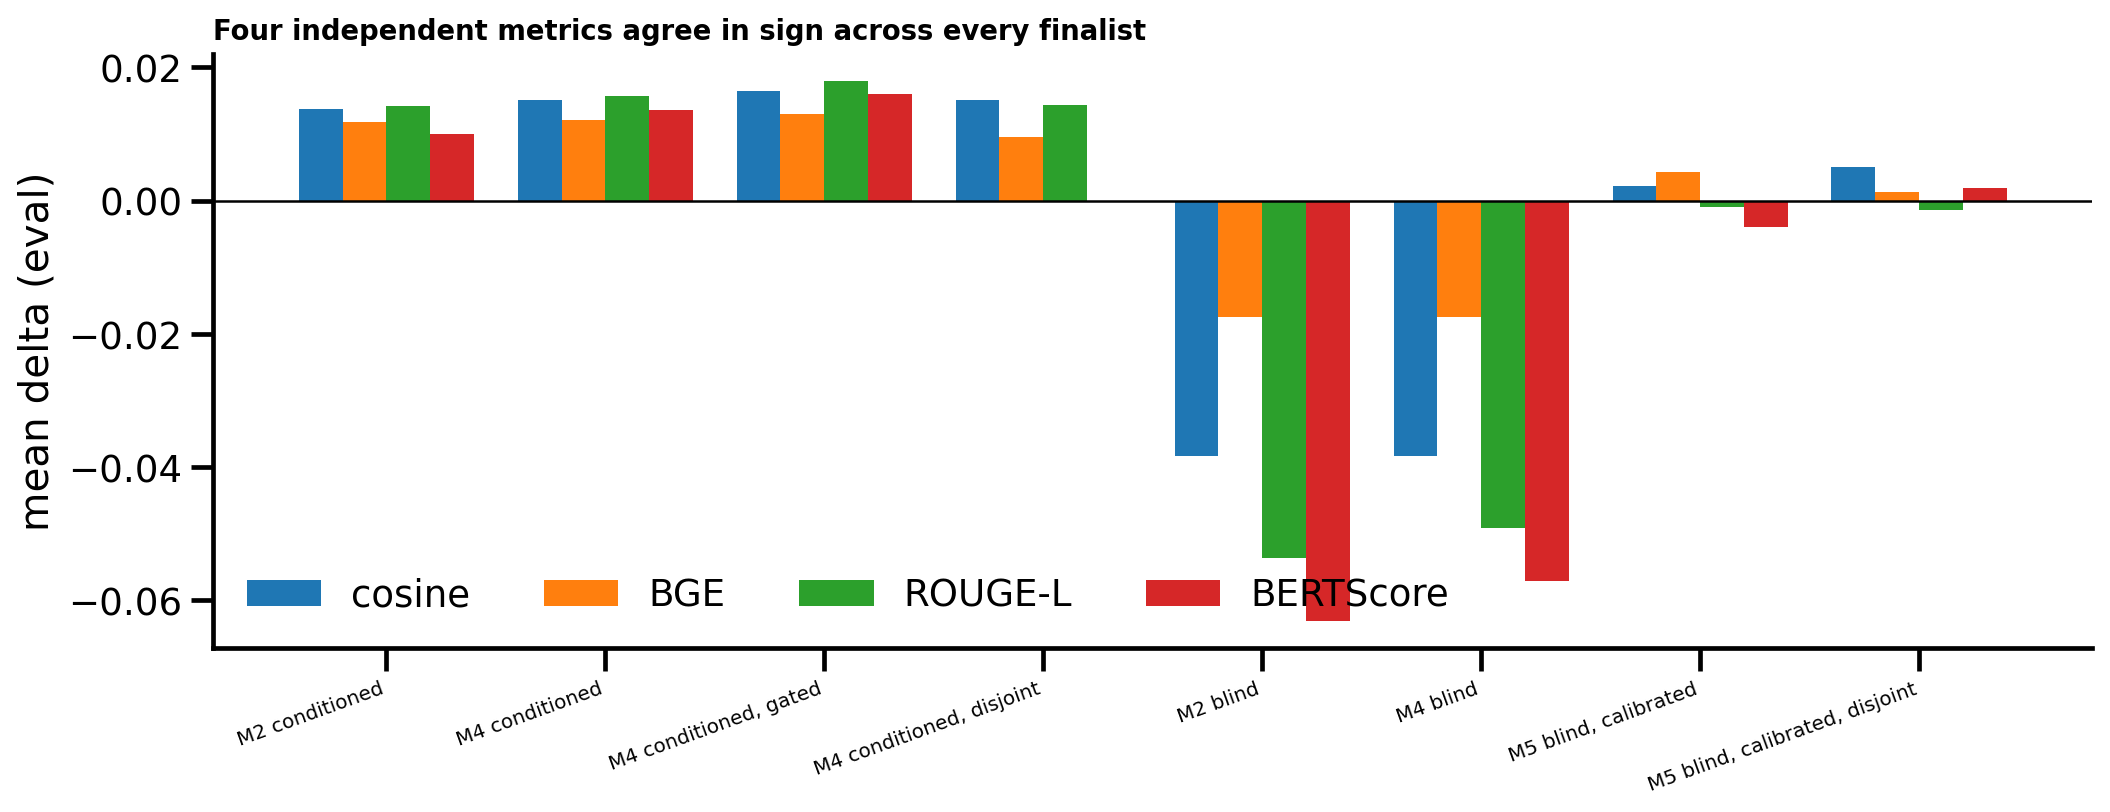 Four independent metrics agree in sign across every finalist
0.02
0.00
−0.02
−0.04
−0.06
mean delta (eval)
cosine
BGE
ROUGE-L
BERTScore
M2 conditioned
M4 conditioned
M4 conditioned, gated
M4 conditioned, disjoint
M2 blind
M4 blind
M5 blind, calibrated
M5 blind, calibrated, disjoint